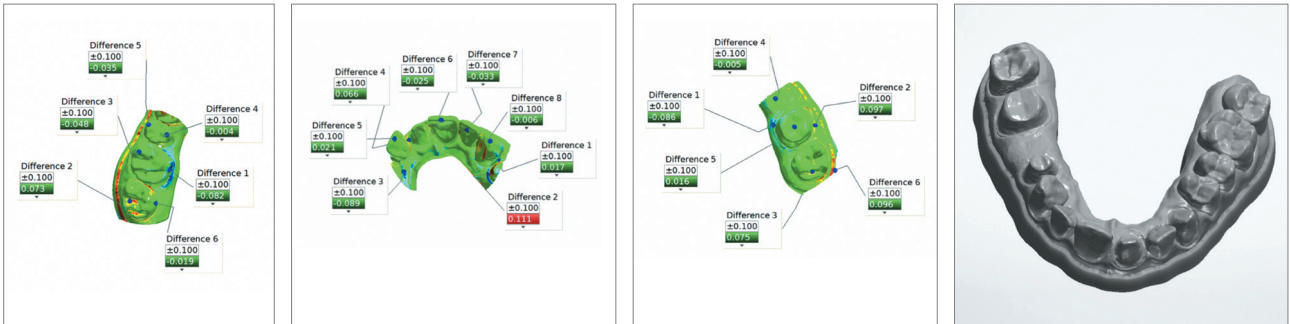 Difference 5
±0.100
-0.035
Difference 3
±0.100
-0.048
Difference 4
±0.100
-0.004
Difference 2
±0.100
0.073
Difference 1
±0.100
-0.082
Difference 6
±0.100
-0.019
Difference 7
±0.100
-0.033
Difference 6
±0.100
-0.025
Difference 4
±0.100
0.066
Difference 8
±0.100
-0.006
Difference 5
±0.100
0.021
Difference 1
±0.100
0.017
Difference 3
±0.100
-0.089
Difference 2
±0.100
0.111
Difference 4
±0.100
-0.005
Difference 2
±0.100
0.097
Difference 1
±0.100
-0.086
Difference 5
±0.100
0.016
Difference 6
±0.100
0.096
Difference 3
±0.100
0.075